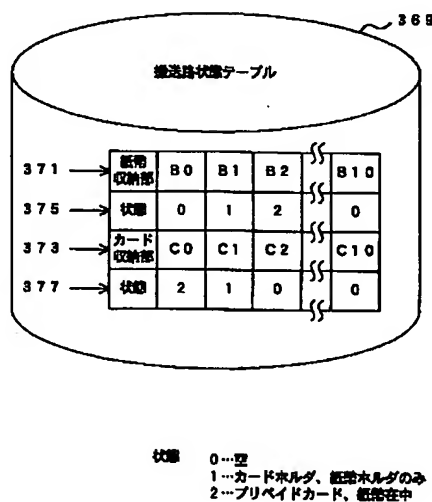 369
搬送路状態テーブル
371 紙幣収納部 B0 B1 B2 B10
375 状態 0 1 2 0
373 カード収納部 C0 C1 C2 C10
377 状態 2 1 0 0
状態 0…空
1…カードホルダ、紙幣ホルダのみ
2…プリペイドカード、紙幣在中